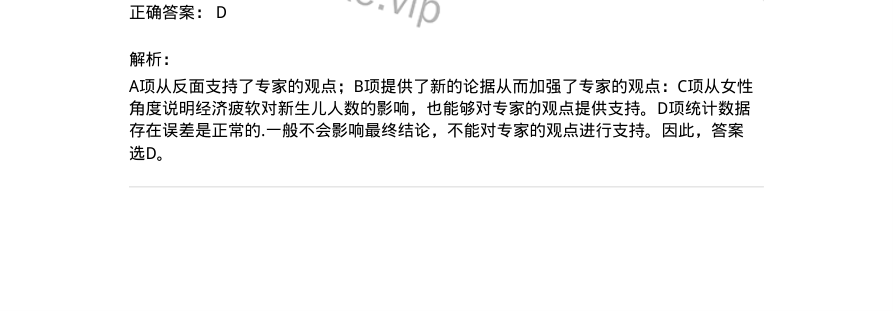 正确答案： D
解析：
A项从反面支持了专家的观点；B项提供了新的论据从而加强了专家的观点：C项从女性
角度说明经济疲软对新生儿人数的影响，也能够对专家的观点提供支持。D项统计数据
存在误差是正常的.一般不会影响最终结论，不能对专家的观点进行支持。因此，答案
选D。